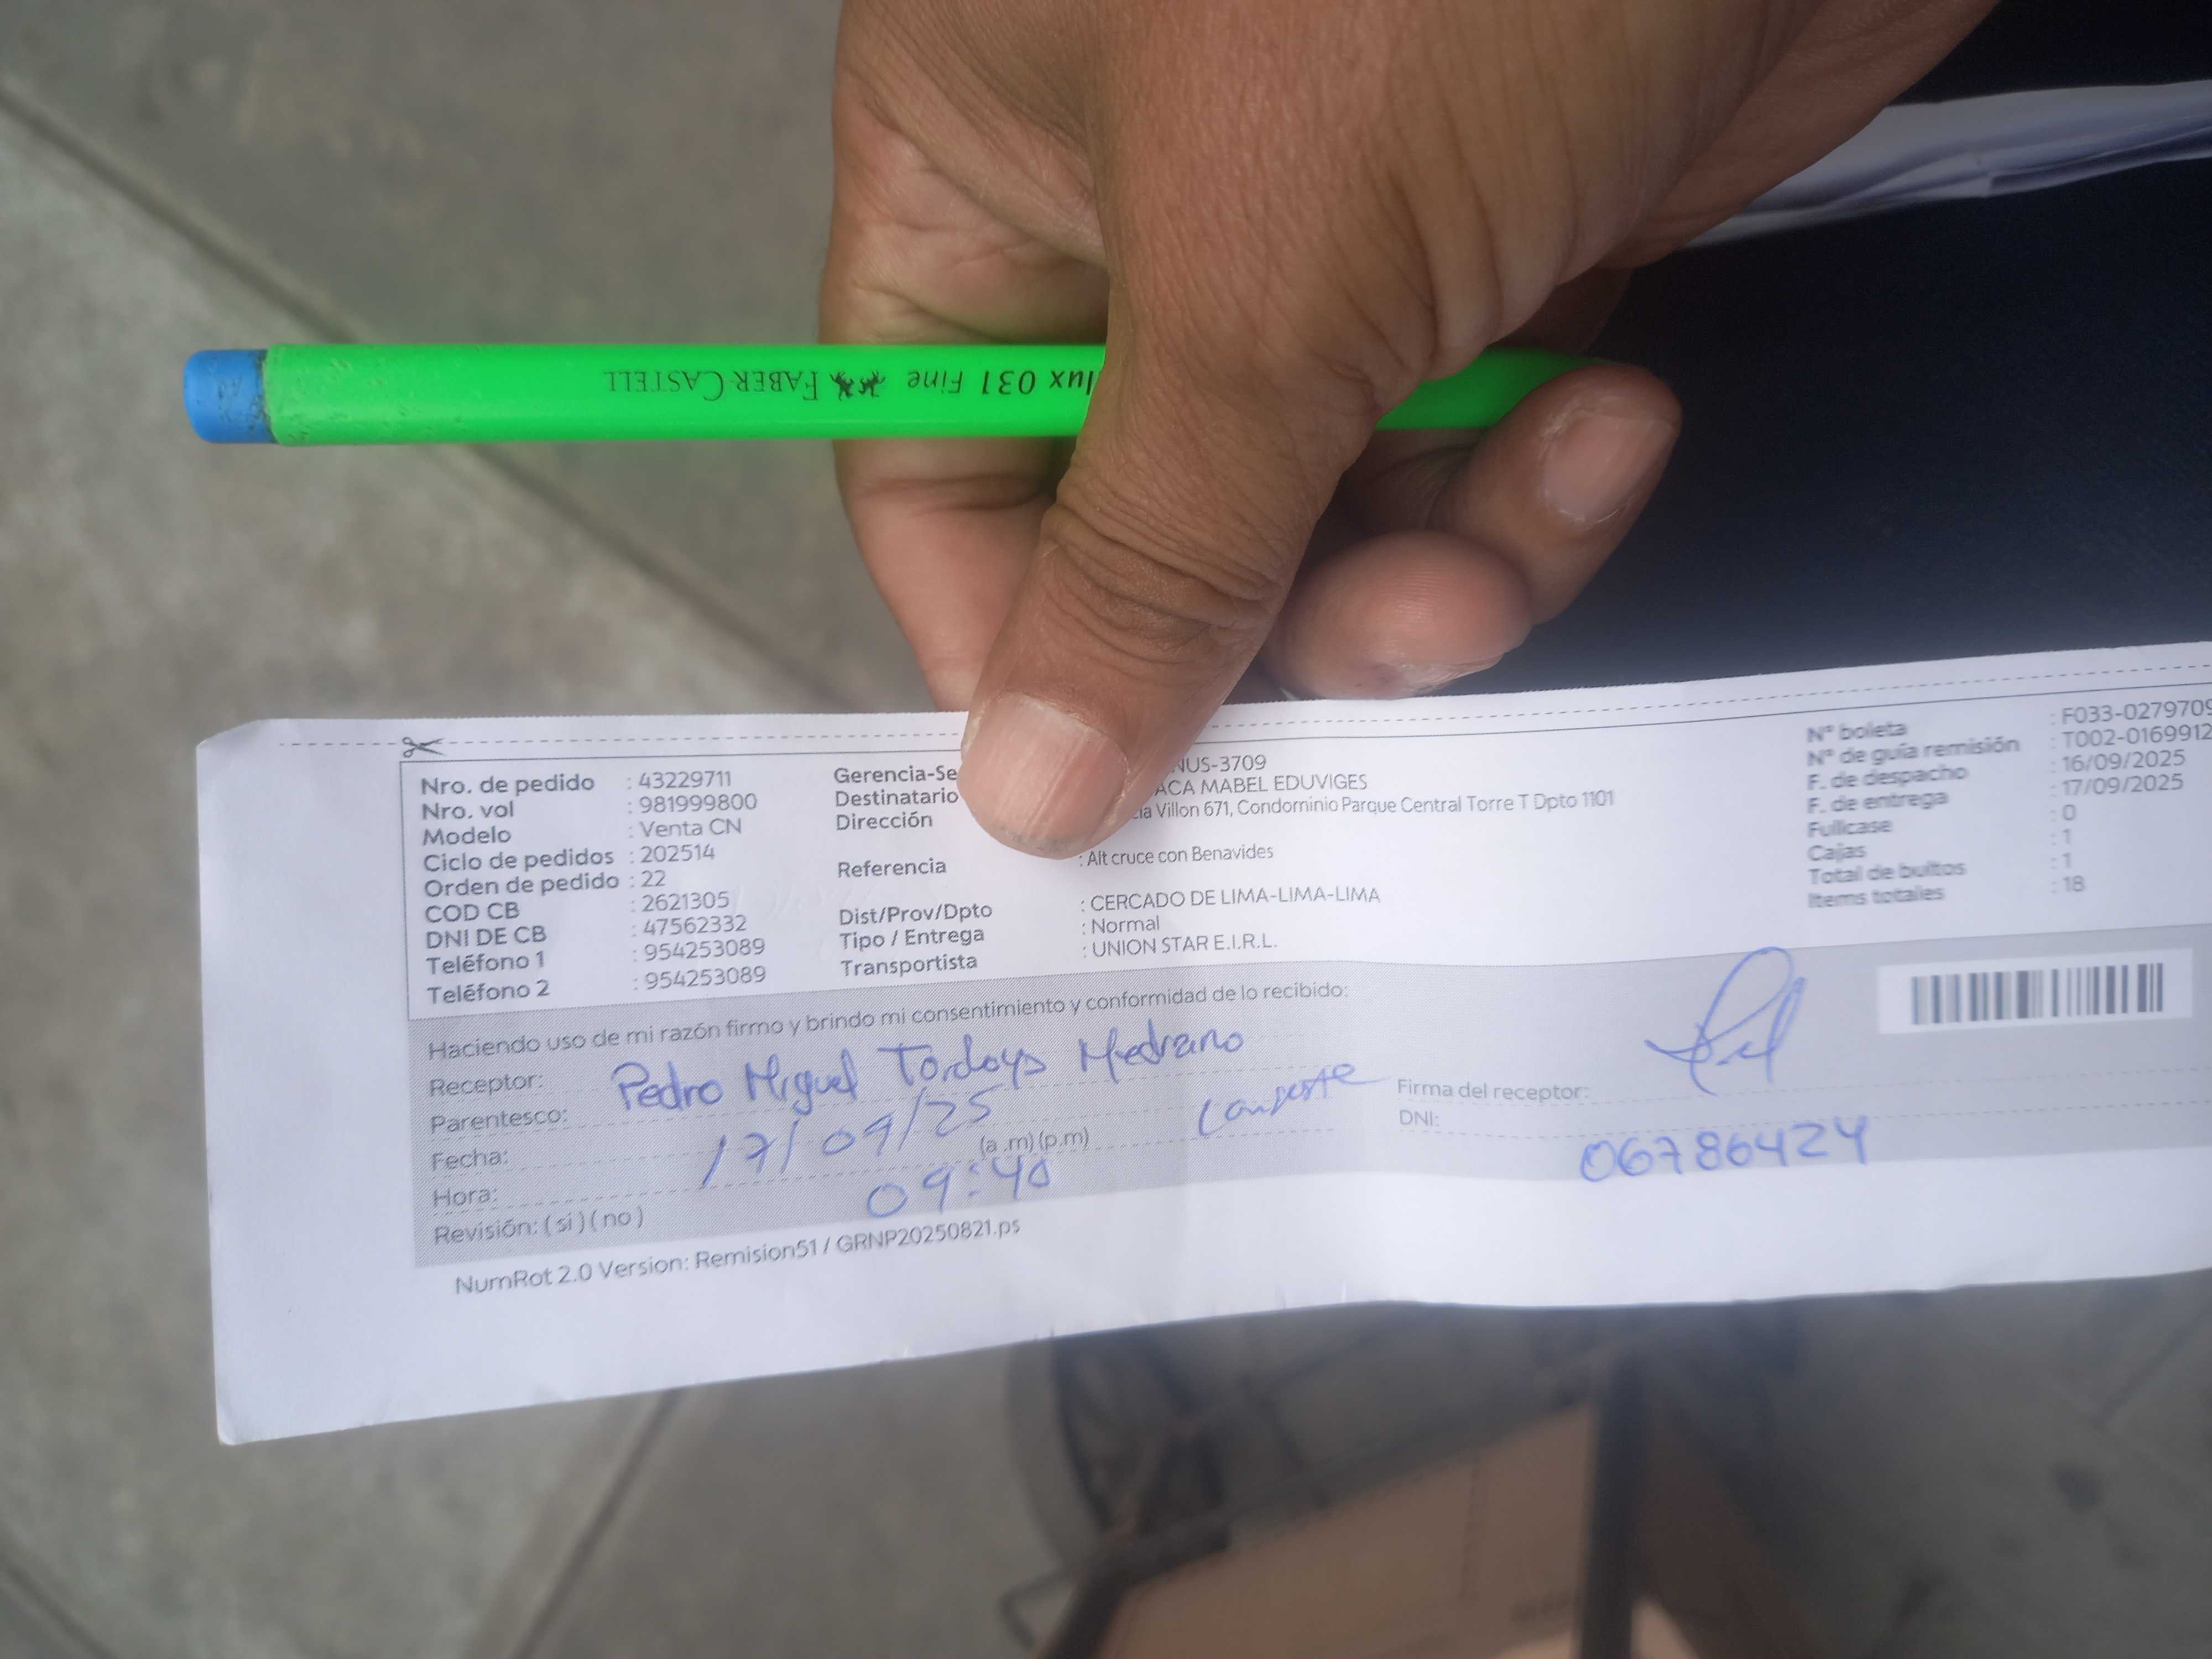 lux 031 Fine FABER-CASTELL
Nro. de pedido : 43229711
Nro. vol : 981999800
Modelo : Venta CN
Ciclo de pedidos : 202514
Orden de pedido : 22
COD CB : 2621305
DNI DE CB : 47562332
Teléfono 1 : 954253089
Teléfono 2 : 954253089
Gerencia-Se NUS-3709
Destinatario ACA MABEL EDUVIGES
Dirección Villon 671, Condominio Parque Central Torre T Dpto 1101
Referencia : Alt cruce con Benavides
Dist/Prov/Dpto : CERCADO DE LIMA-LIMA-LIMA
Tipo / Entrega : Normal
Transportista : UNION STAR E.I.R.L.
N° boleta : F033-0279709
N° de guía remisión : T002-0169912
F. de despacho : 16/09/2025
F. de entrega : 17/09/2025
Fullcase : 0
Cajas : 1
Total de bultos : 1
Items totales : 18
Haciendo uso de mi razón firmo y brindo mi consentimiento y conformidad de lo recibido:
Receptor: Pedro Miguel Medrano
Parentesco:
Fecha: 17/09/25
Hora: 09:40 (a .m) (p.m)
Revisión: ( si ) ( no )
Firma del receptor:
DNI: 06786424
NumRot 2.0 Version: Remision51 / GRNP20250821.ps